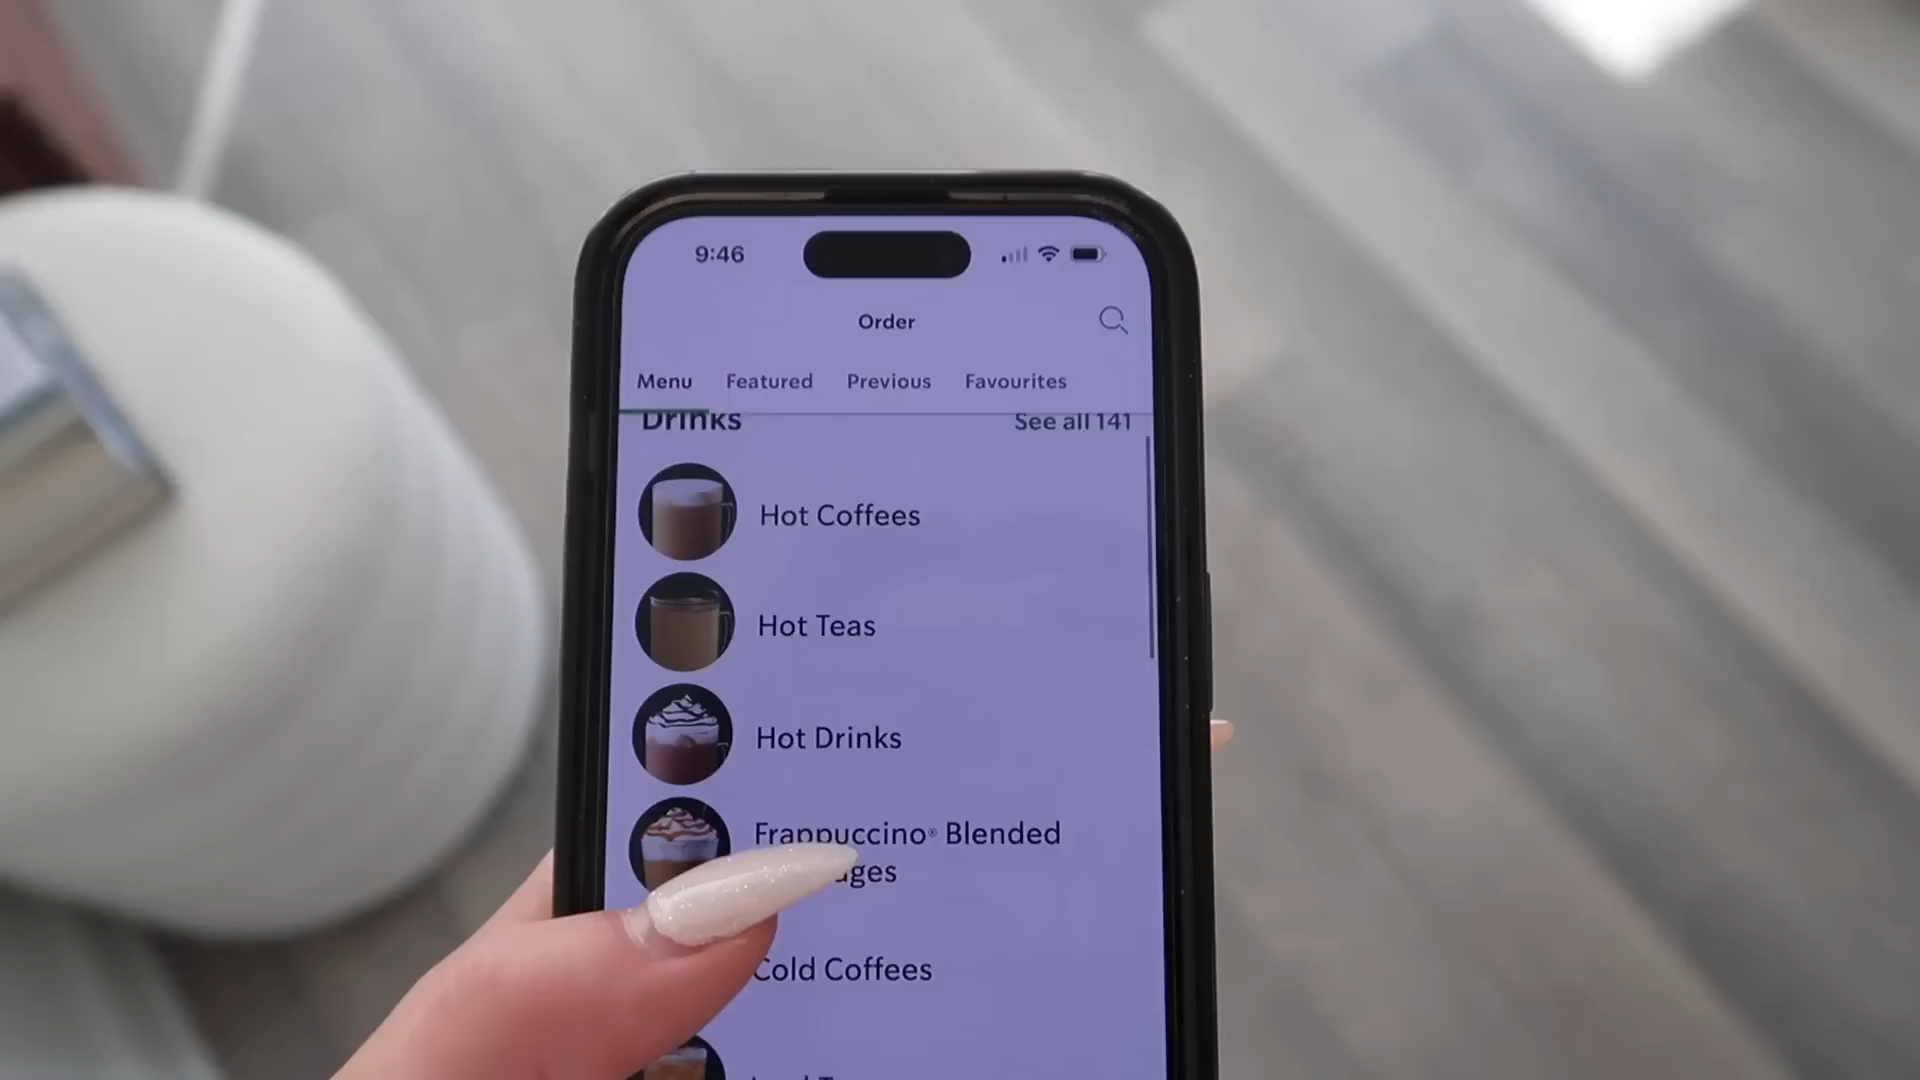 9:46
Order
Menu Featured Previous Favourites
Drinks See all 141
Hot Coffees
Hot Teas
Hot Drinks
Frappuccino® Blended
ages
Cold Coffees